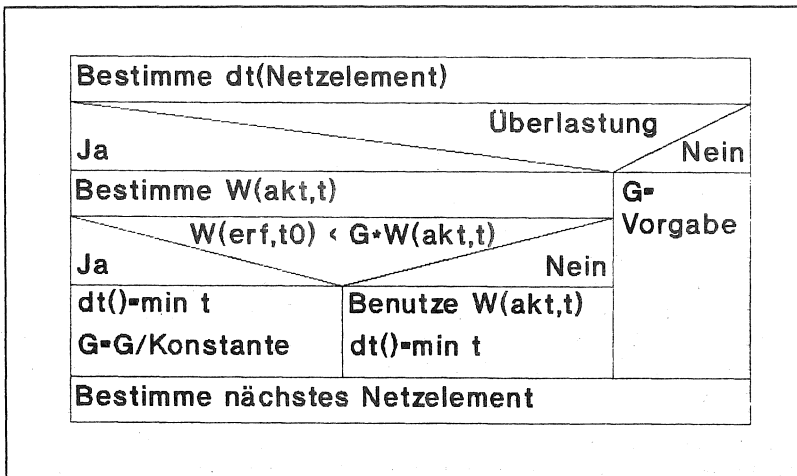 Bestimme dt(Netzelement)
Überlastung
Ja
Nein
Bestimme W(akt,t)
G=
Vorgabe
W(erf,t0) < G*W(akt,t)
Ja
Nein
dt()=min t
G=G/Konstante
Benutze W(akt,t)
dt()=min t
Bestimme nächstes Netzelement